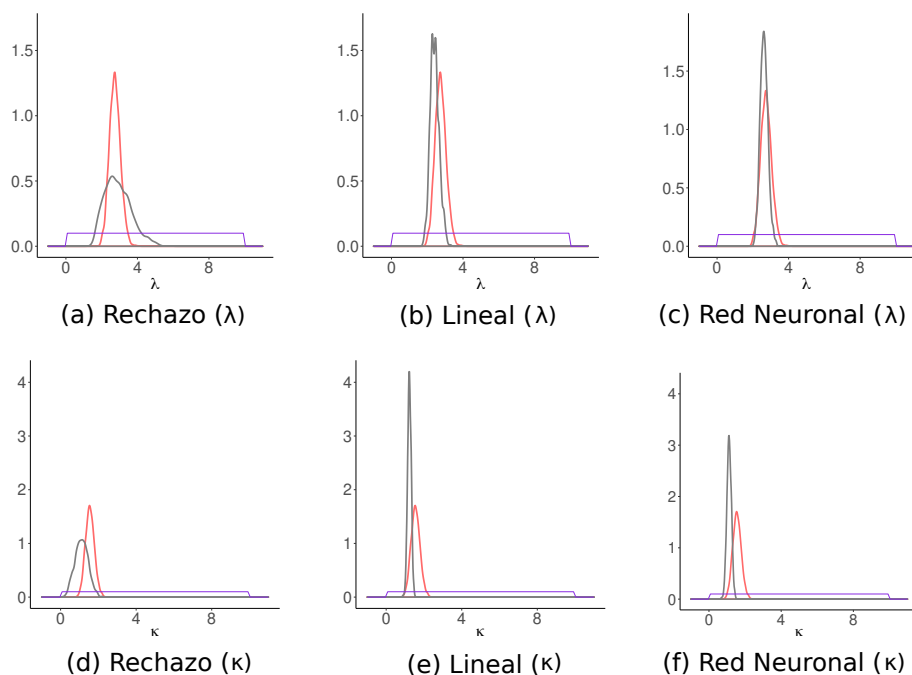 1.5
1.0
0.5
0.0
0 4 8
λ
(a) Rechazo (λ)
1.5
1.0
0.5
0.0
0 4 8
λ
(b) Lineal (λ)
1.5
1.0
0.5
0.0
0 4 8
λ
(c) Red Neuronal (λ)
4
3
2
1
0
0 4 8
κ
(d) Rechazo (κ)
4
3
2
1
0
0 4 8
κ
(e) Lineal (κ)
4
3
2
1
0
0 4 8
κ
(f) Red Neuronal (κ)